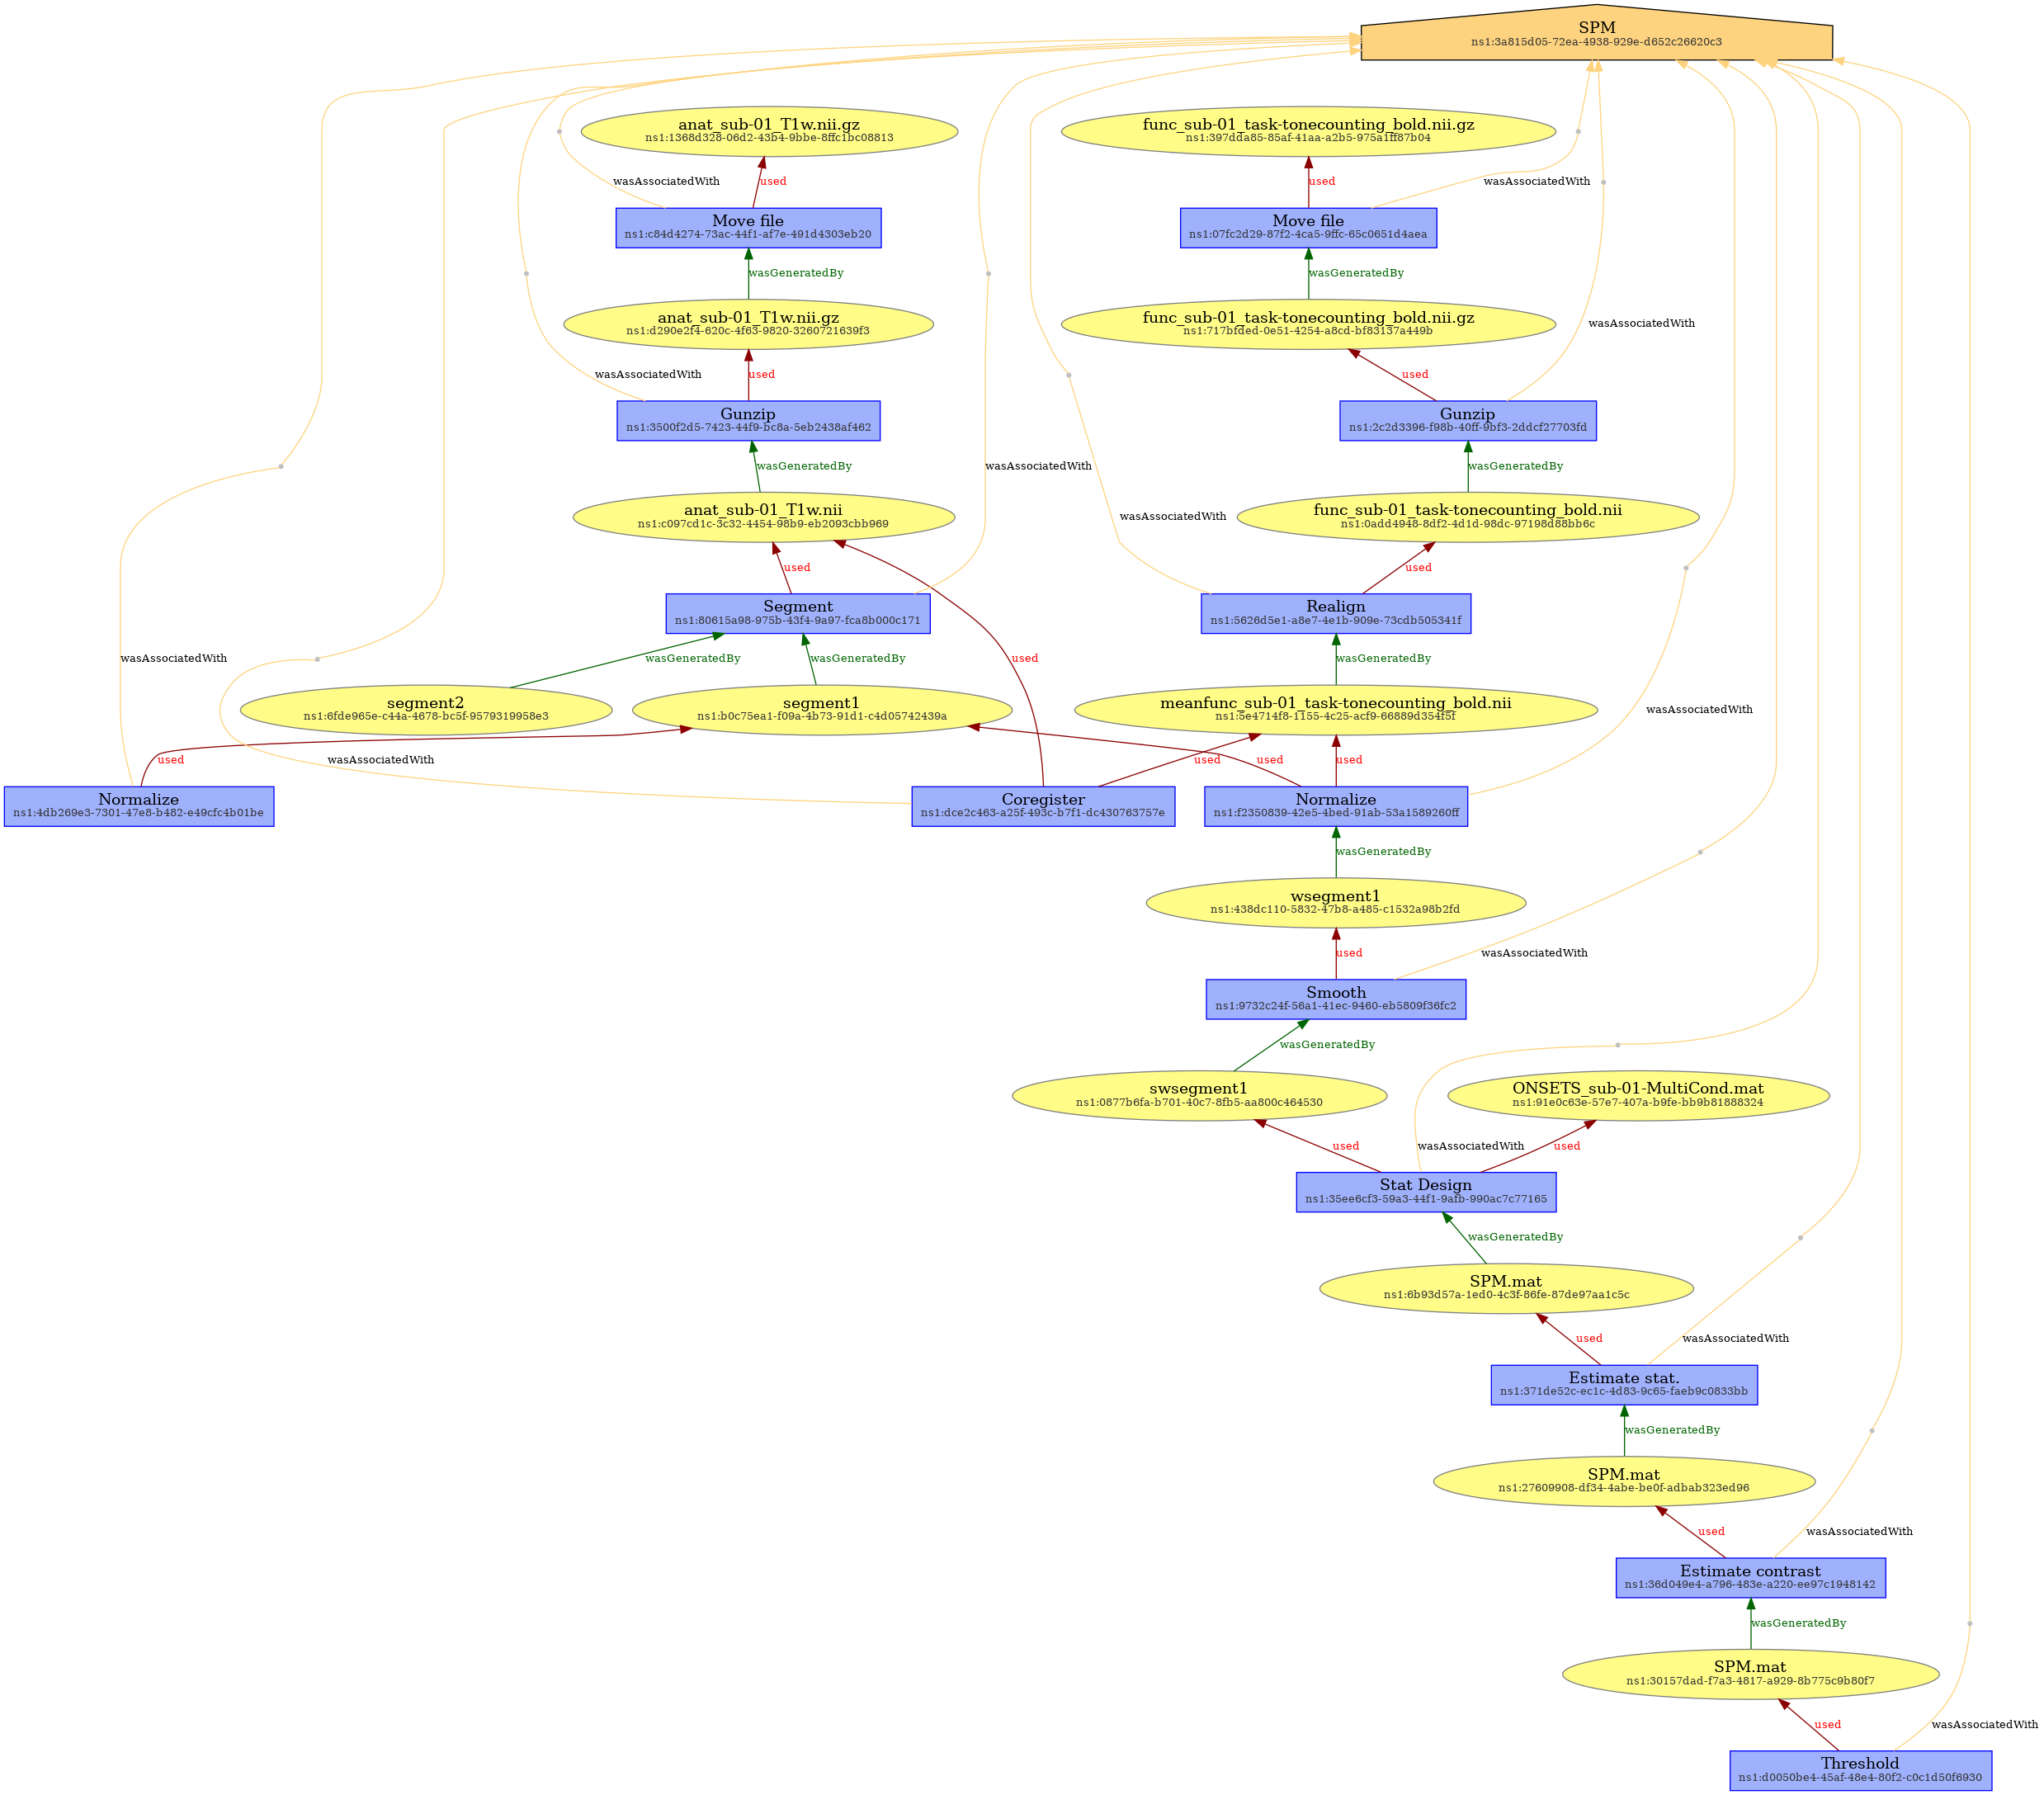 SPM
ns1:3a815d05-72ea-4938-929e-d652c26620c3
anat_sub-01_T1w.nii.gz
ns1:1368d328-06d2-43b4-9bbe-8ffc1bc08813
func_sub-01_task-tonecounting_bold.nii.gz
ns1:397dda85-85af-41aa-a2b5-975a1ff87b04
wasAssociatedWith
used
used
wasAssociatedWith
Move file
ns1:c84d4274-73ac-44f1-af7e-491d4303eb20
Move file
ns1:07fc2d29-87f2-4ca5-9ffc-65c0651d4aea
wasGeneratedBy
wasGeneratedBy
anat_sub-01_T1w.nii.gz
ns1:d290e2f4-620c-4f63-9820-3260721639f3
func_sub-01_task-tonecounting_bold.nii.gz
ns1:717bfded-0e51-4254-a8cd-bf83137a449b
wasAssociatedWith
wasAssociatedWith
used
used
Gunzip
ns1:3500f2d5-7423-44f9-bc8a-5eb2438af462
Gunzip
ns1:2c2d3396-f98b-40ff-9bf3-2ddcf27703fd
wasGeneratedBy
wasAssociatedWith
wasGeneratedBy
anat_sub-01_T1w.nii
ns1:c097cd1c-3c32-4454-98b9-eb2093cbb969
wasAssociatedWith
func_sub-01_task-tonecounting_bold.nii
ns1:0add4948-8df2-4d1d-98dc-97198d88bb6c
used
used
Segment
ns1:80615a98-975b-43f4-9a97-fca8b000c171
Realign
ns1:5626d5e1-a8e7-4e1b-909e-73cdb505341f
wasAssociatedWith
wasGeneratedBy
wasGeneratedBy
used
wasGeneratedBy
segment2
ns1:6fde965e-c44a-4678-bc5f-9579319958e3
segment1
ns1:b0c75ea1-f09a-4b73-91d1-c4d05742439a
meanfunc_sub-01_task-tonecounting_bold.nii
ns1:5e4714f8-1155-4c25-acf9-66889d354f5f
wasAssociatedWith
used
wasAssociatedWith
used
used
used
Normalize
ns1:4db269e3-7301-47e8-b482-e49cfc4b01be
Coregister
ns1:dce2c463-a25f-493c-b7f1-dc430763757e
Normalize
ns1:f2350839-42e5-4bed-91ab-53a1589260ff
wasGeneratedBy
wsegment1
ns1:438dc110-5832-47b8-a485-c1532a98b2fd
used
wasAssociatedWith
Smooth
ns1:9732c24f-56a1-41ec-9460-eb5809f36fc2
wasGeneratedBy
swsegment1
ns1:0877b6fa-b701-40c7-8fb5-aa800c464530
ONSETS_sub-01-MultiCond.mat
ns1:91e0c63e-57e7-407a-b9fe-bb9b81888324
used
wasAssociatedWith
used
Stat Design
ns1:35ee6cf3-59a3-44f1-9afb-990ac7c77165
wasGeneratedBy
SPM.mat
ns1:6b93d57a-1ed0-4c3f-86fe-87de97aa1c5c
used
wasAssociatedWith
Estimate stat.
ns1:371de52c-ec1c-4d83-9c65-faeb9c0833bb
wasGeneratedBy
SPM.mat
ns1:27609908-df34-4abe-be0f-adbab323ed96
used
wasAssociatedWith
Estimate contrast
ns1:36d049e4-a796-483e-a220-ee97c1948142
wasGeneratedBy
SPM.mat
ns1:30157dad-f7a3-4817-a929-8b775c9b80f7
used
wasAssociatedWith
Threshold
ns1:d0050be4-45af-48e4-80f2-c0c1d50f6930